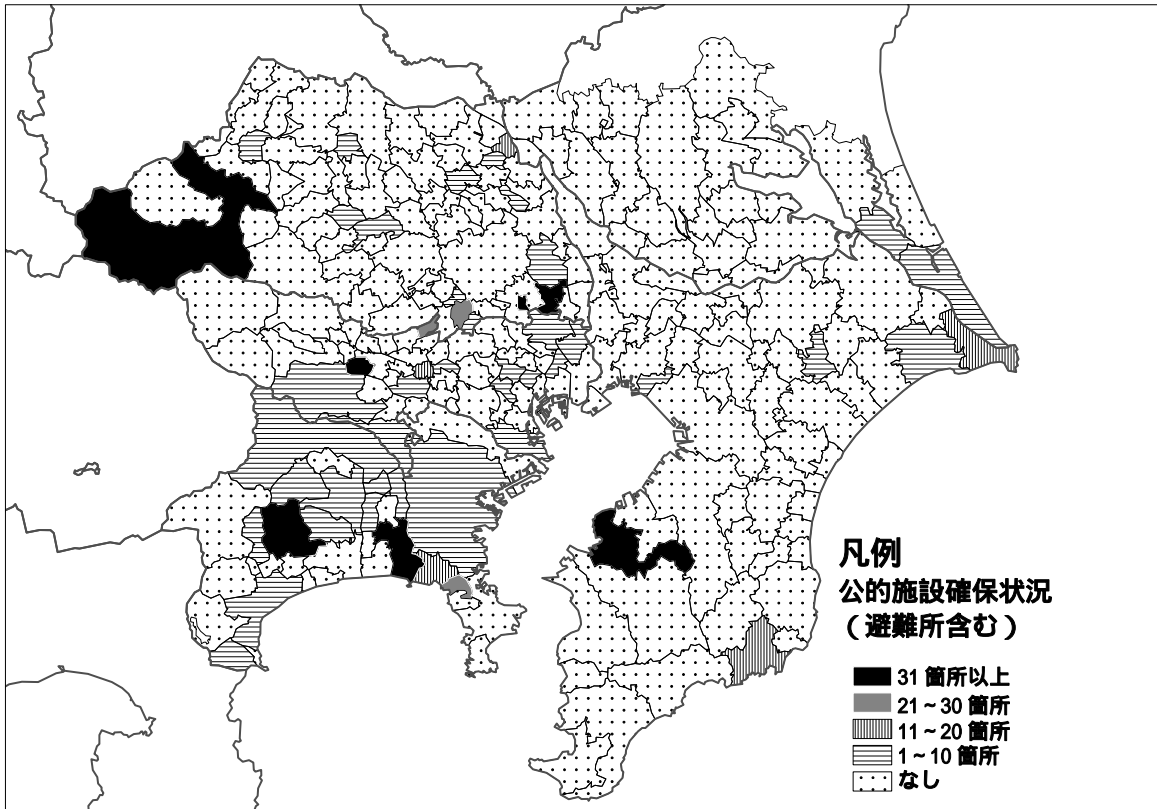 凡例
公的施設確保状況
（避難所含む）
31 箇所以上
21~30 箇所
11~20 箇所
1~10 箇所
なし